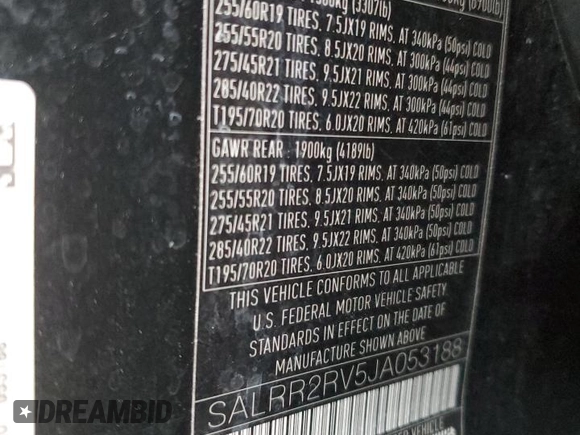 (3307lb)
255/60R19 TIRES, 7.5JX19 RIMS, AT 340kPa (50psi) COLD
255/55R20 TIRES, 8.5JX20 RIMS, AT 300kPa (44psi) COLD
275/45R21 TIRES, 9.5JX21 RIMS, AT 300kPa (44psi) COLD
285/40R22 TIRES, 9.5JX22 RIMS, AT 300kPa (44psi) COLD
T195/70R20 TIRES, 6.0JX20 RIMS, AT 420kPa (61psi) COLD
GAWR REAR 1900kg (4189lb)
255/60R19 TIRES, 7.5JX19 RIMS, AT 340kPa (50psi) COLD
255/55R20 TIRES, 8.5JX20 RIMS, AT 340kPa (50psi) COLD
275/45R21 TIRES, 9.5JX21 RIMS, AT 340kPa (50psi) COLD
285/40R22 TIRES, 9.5JX22 RIMS, AT 340kPa (50psi) COLD
T195/70R20 TIRES, 6.0JX20 RIMS, AT 420kPa (61psi) COLD
THIS VEHICLE CONFORMS TO ALL APPLICABLE
U.S. FEDERAL MOTOR VEHICLE SAFETY
STANDARDS IN EFFECT ON THE DATE OF
MANUFACTURE SHOWN ABOVE
SALRR2RV5JA053188
DREAMBID